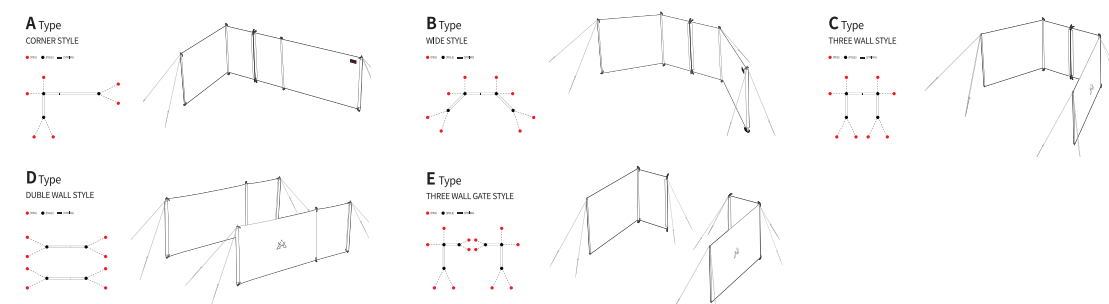 A Type
CORNER STYLE
B Type
WIDE STYLE
C Type
THREE WALL STYLE
D Type
DUBLE WALL STYLE
E Type
THREE WALL GATE STYLE